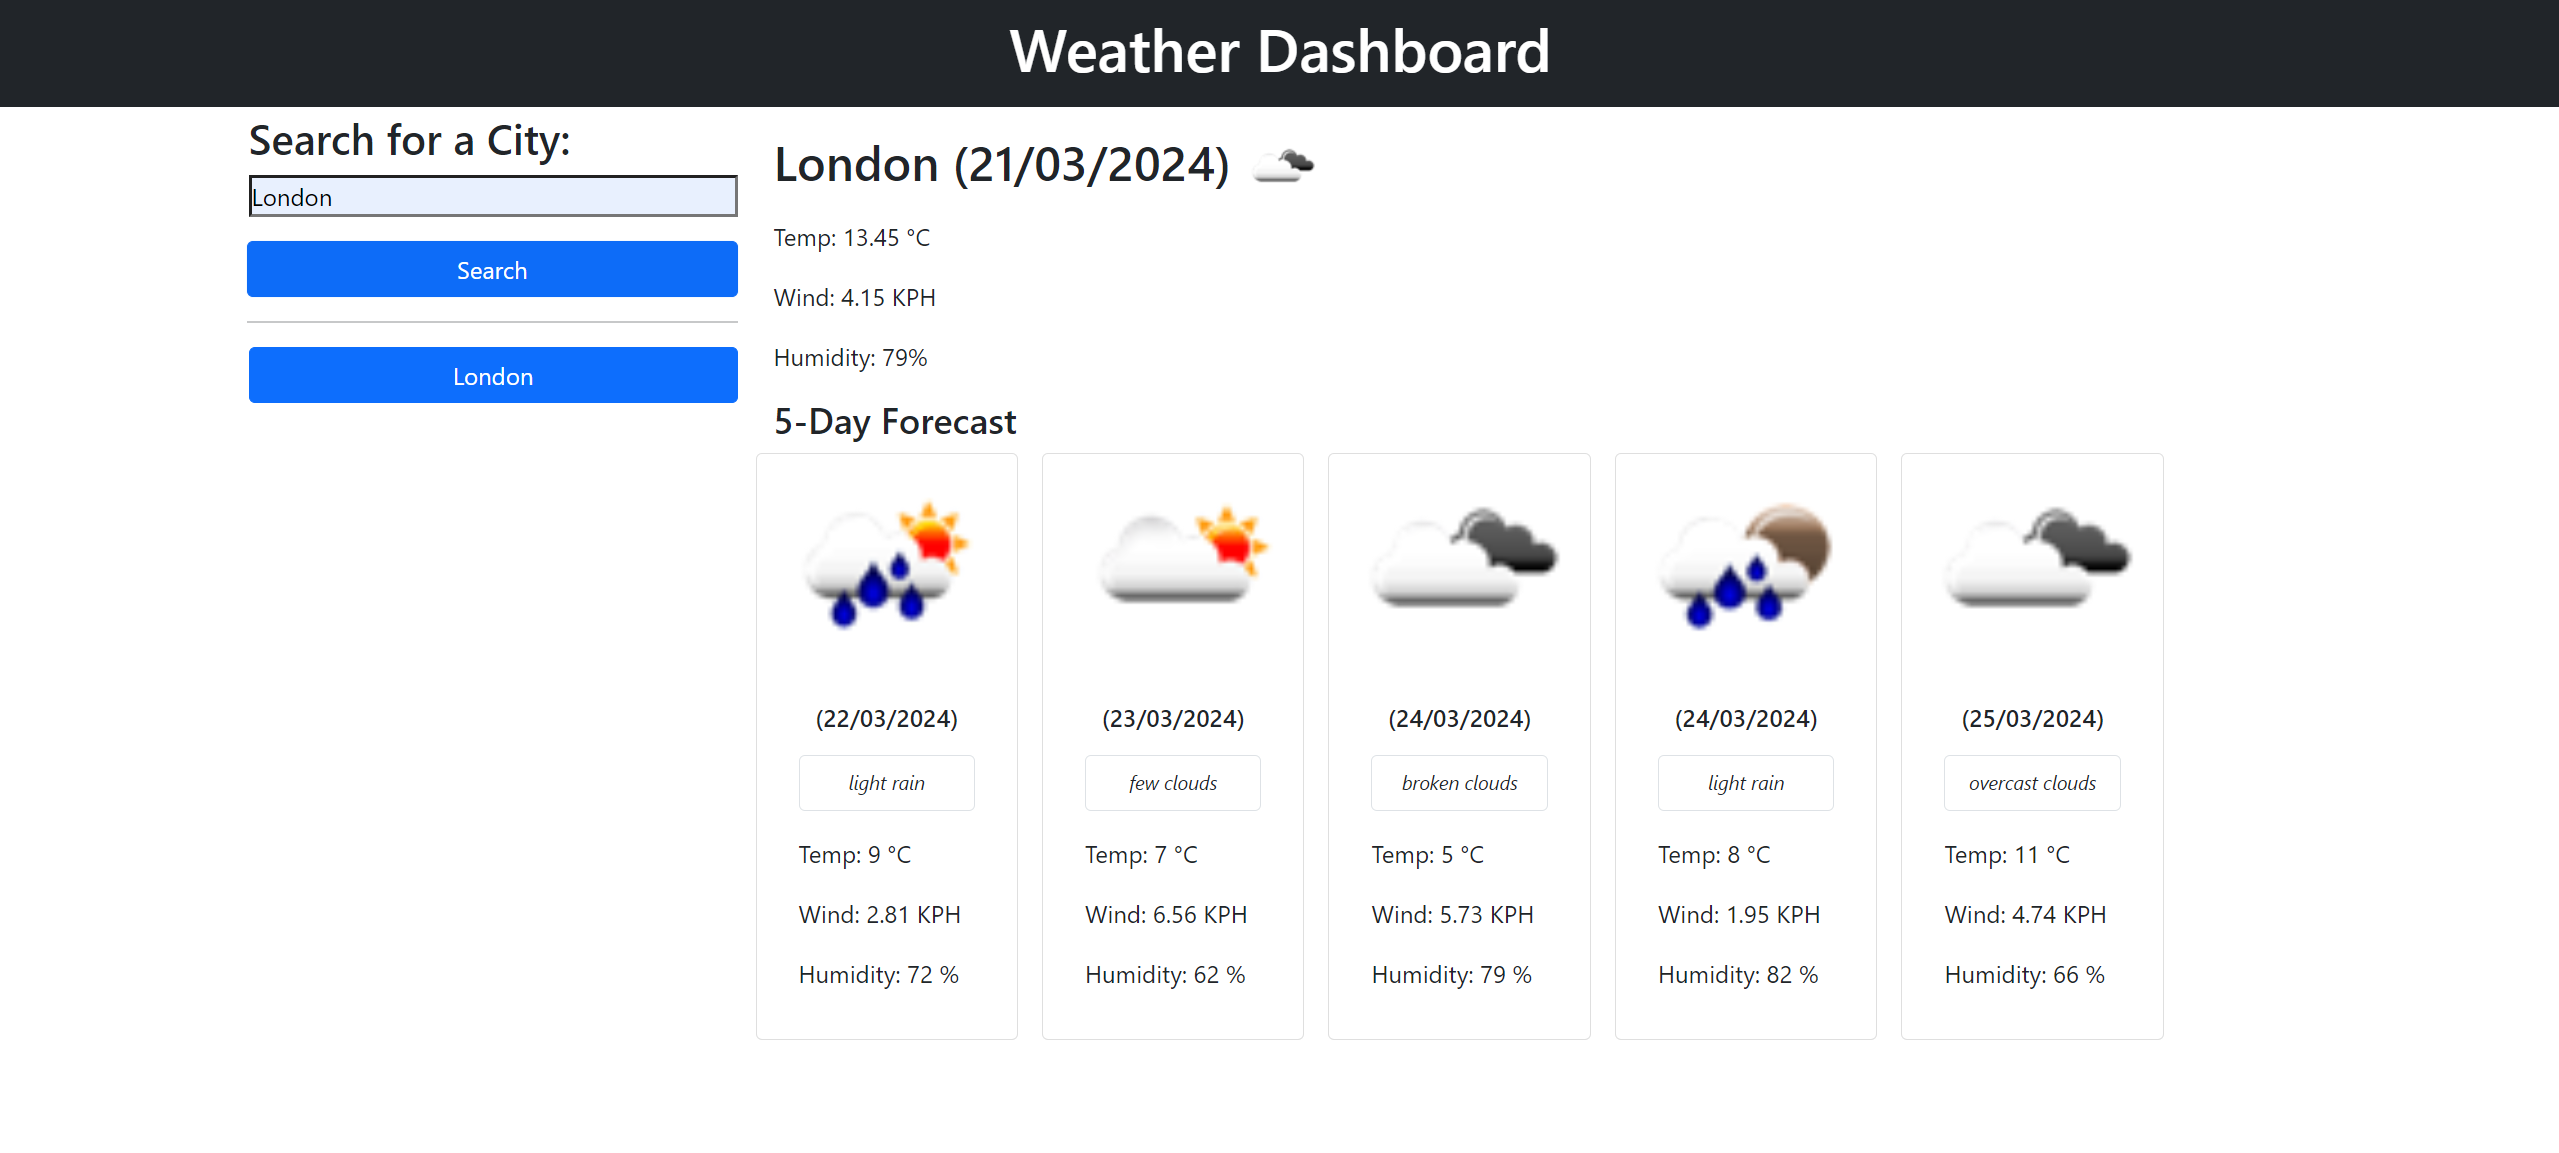 Weather Dashboard
Search for a City:
London
Search
London
London (21/03/2024)
Temp: 13.45 °C
Wind: 4.15 KPH
Humidity: 79%
5-Day Forecast
(22/03/2024)
light rain
Temp: 9 °C
Wind: 2.81 KPH
Humidity: 72 %
(23/03/2024)
few clouds
Temp: 7 °C
Wind: 6.56 KPH
Humidity: 62 %
(24/03/2024)
broken clouds
Temp: 5 °C
Wind: 5.73 KPH
Humidity: 79 %
(24/03/2024)
light rain
Temp: 8 °C
Wind: 1.95 KPH
Humidity: 82 %
(25/03/2024)
overcast clouds
Temp: 11 °C
Wind: 4.74 KPH
Humidity: 66 %